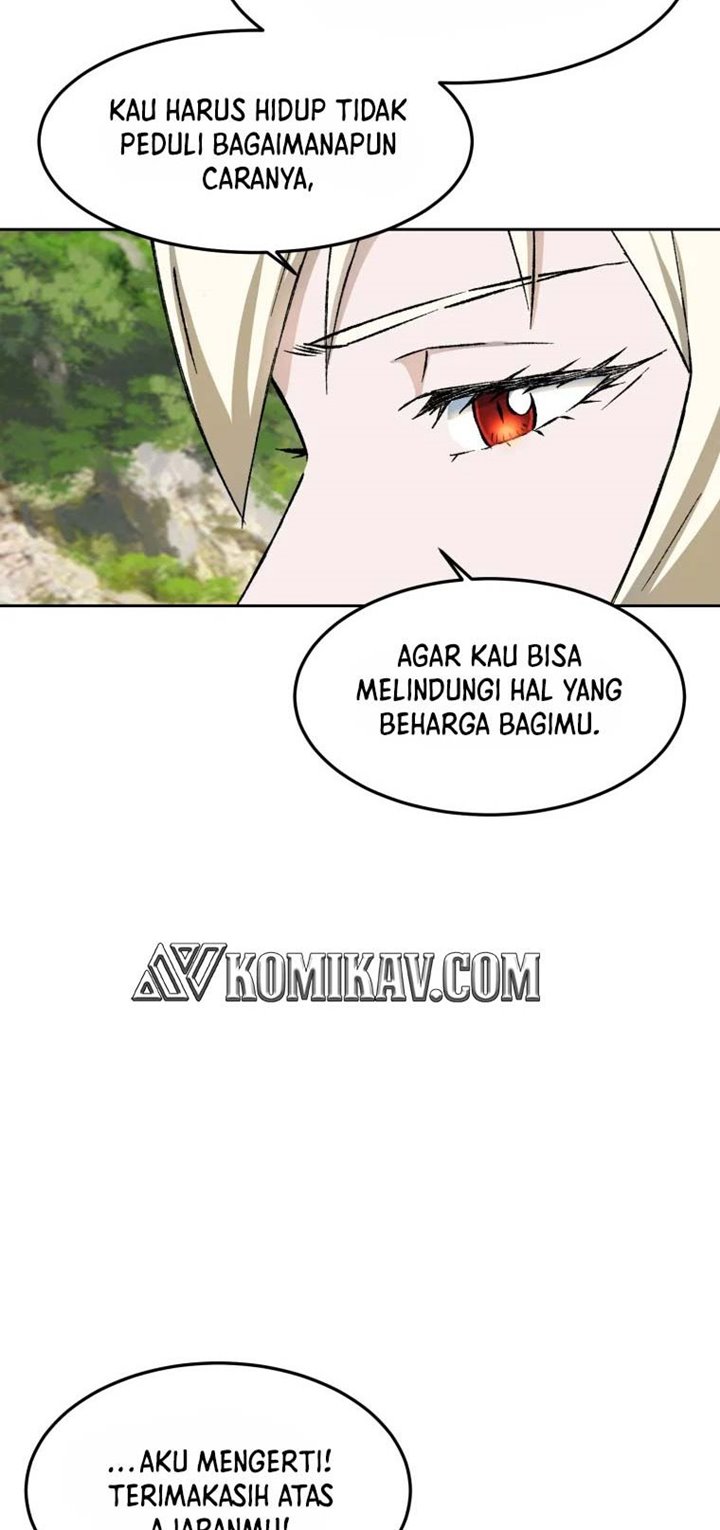 KAU HARUS HIDUP TIDAK
PEDULI BAGAIMANAPUN
CARANYA,
AGAR KAU BISA
MELINDUNGI HAL YANG
BEHARGA BAGIMU.
KOMIKAV.COM
...AKU MENGERTI!
TERIMAKASIH ATAS
AJARANMU!